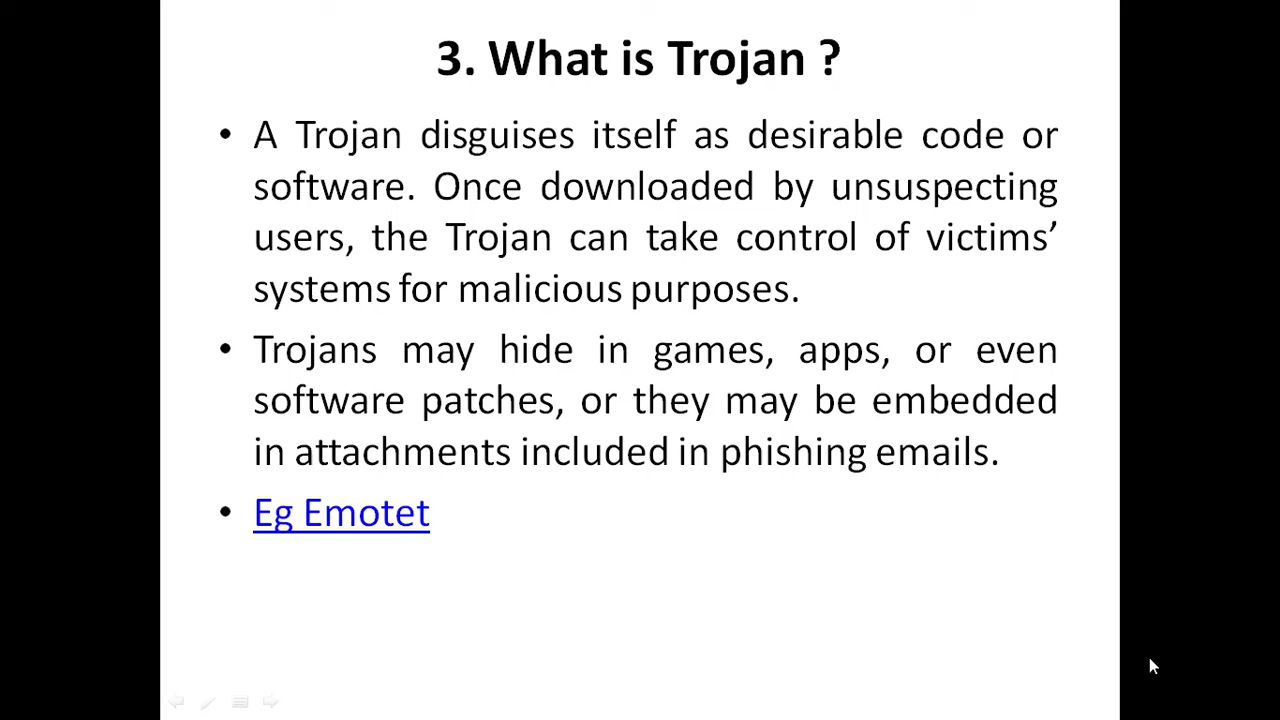 3. What is Trojan ?
• A Trojan disguises itself as desirable code or
software. Once downloaded by unsuspecting
users, the Trojan can take control of victims’
systems for malicious purposes.
• Trojans may hide in games, apps, or even
software patches, or they may be embedded
in attachments included in phishing emails.
• Eg Emotet